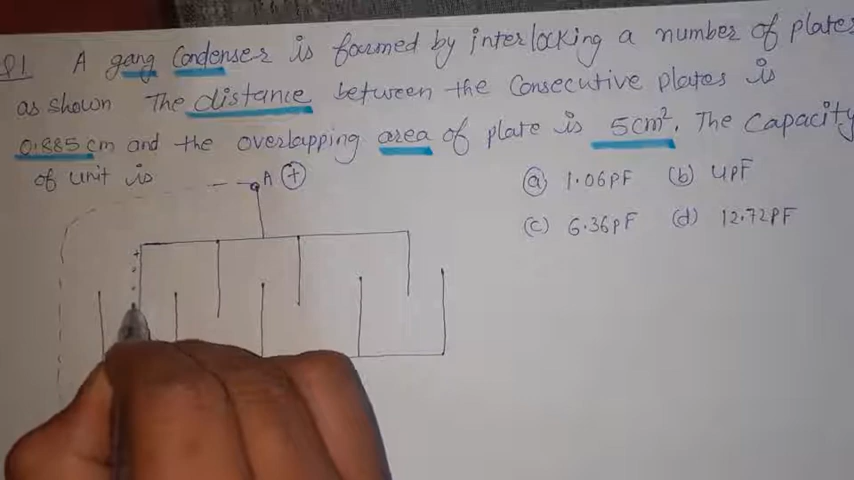 Q1 A gang Condenser is formed by interlocking a number of plates
as shown The distance between the consecutive plates is
0.885 cm and the overlapping area of plate is 5cm². The capacity
of unit is
(a) 1.06PF (b) 4PF
(c) 6.36pF (d) 12.72PF
A +